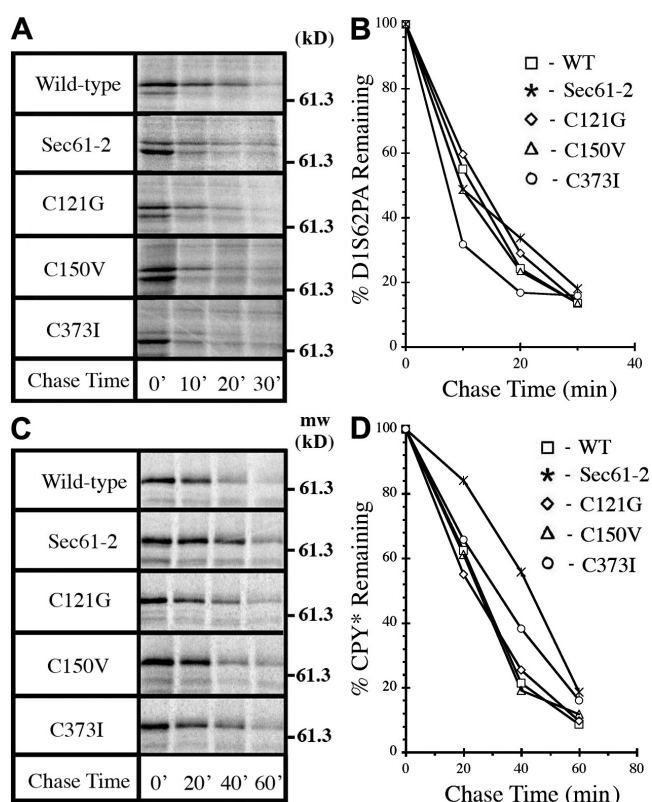 A
(kD)
Wild-type
61.3
Sec61-2
61.3
C121G
61.3
C150V
61.3
C373I
61.3
Chase Time 0' 10' 20' 30'
B
100
80
60
40
20
0
% D1S62PA Remaining
- WT
- Sec61-2
- C121G
- C150V
- C373I
0 20 40
Chase Time (min)
C
mw
(kD)
Wild-type
61.3
Sec61-2
61.3
C121G
61.3
C150V
61.3
C373I
61.3
Chase Time 0' 20' 40' 60'
D
100
80
60
40
20
0
% CPY* Remaining
- WT
- Sec61-2
- C121G
- C150V
- C373I
0 20 40 60 80
Chase Time (min)